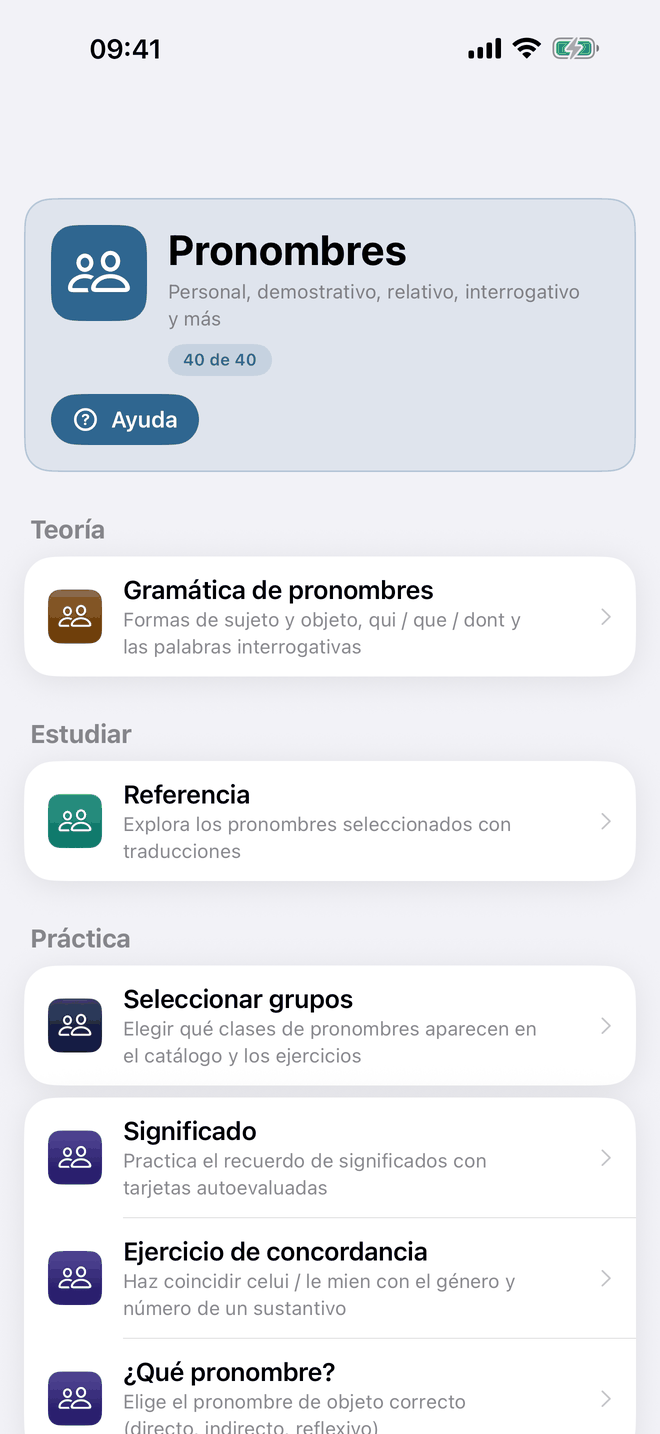 09:41
Pronombres
Personal, demostrativo, relativo, interrogativo
y más
40 de 40
Ayuda
Teoría
Gramática de pronombres
Formas de sujeto y objeto, qui / que / dont y
las palabras interrogativas
Estudiar
Referencia
Explora los pronombres seleccionados con
traducciones
Práctica
Seleccionar grupos
Elegir qué clases de pronombres aparecen en
el catálogo y los ejercicios
Significado
Practica el recuerdo de significados con
tarjetas autoevaluadas
Ejercicio de concordancia
Haz coincidir celui / le mien con el género y
número de un sustantivo
¿Qué pronombre?
Elige el pronombre de objeto correcto
(directo, indirecto, reflexivo)